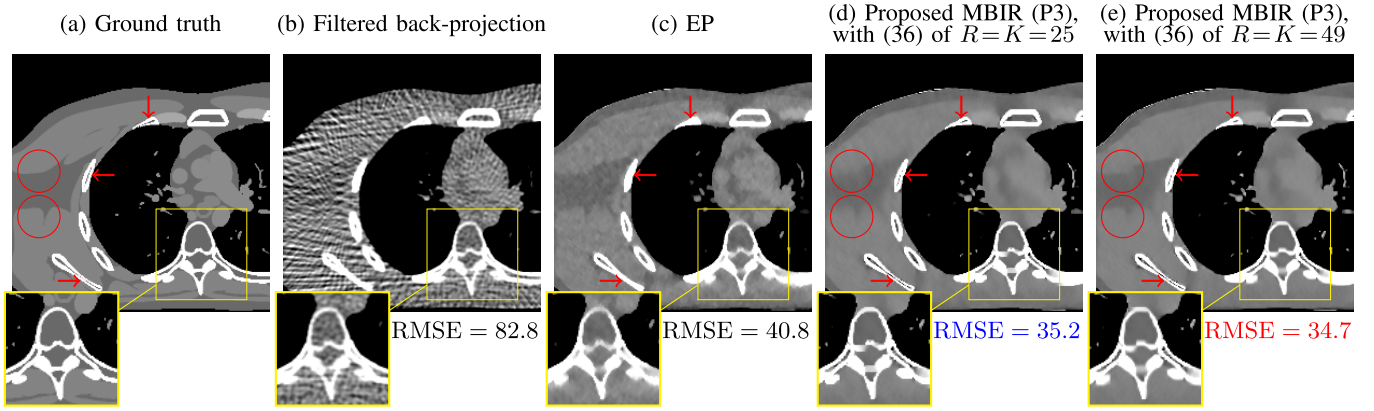 (a) Ground truth
(b) Filtered back-projection
(c) EP
(d) Proposed MBIR (P3),
with (36) of R=K=25
(e) Proposed MBIR (P3),
with (36) of R=K=49
RMSE = 82.8
RMSE = 40.8
RMSE = 35.2
RMSE = 34.7